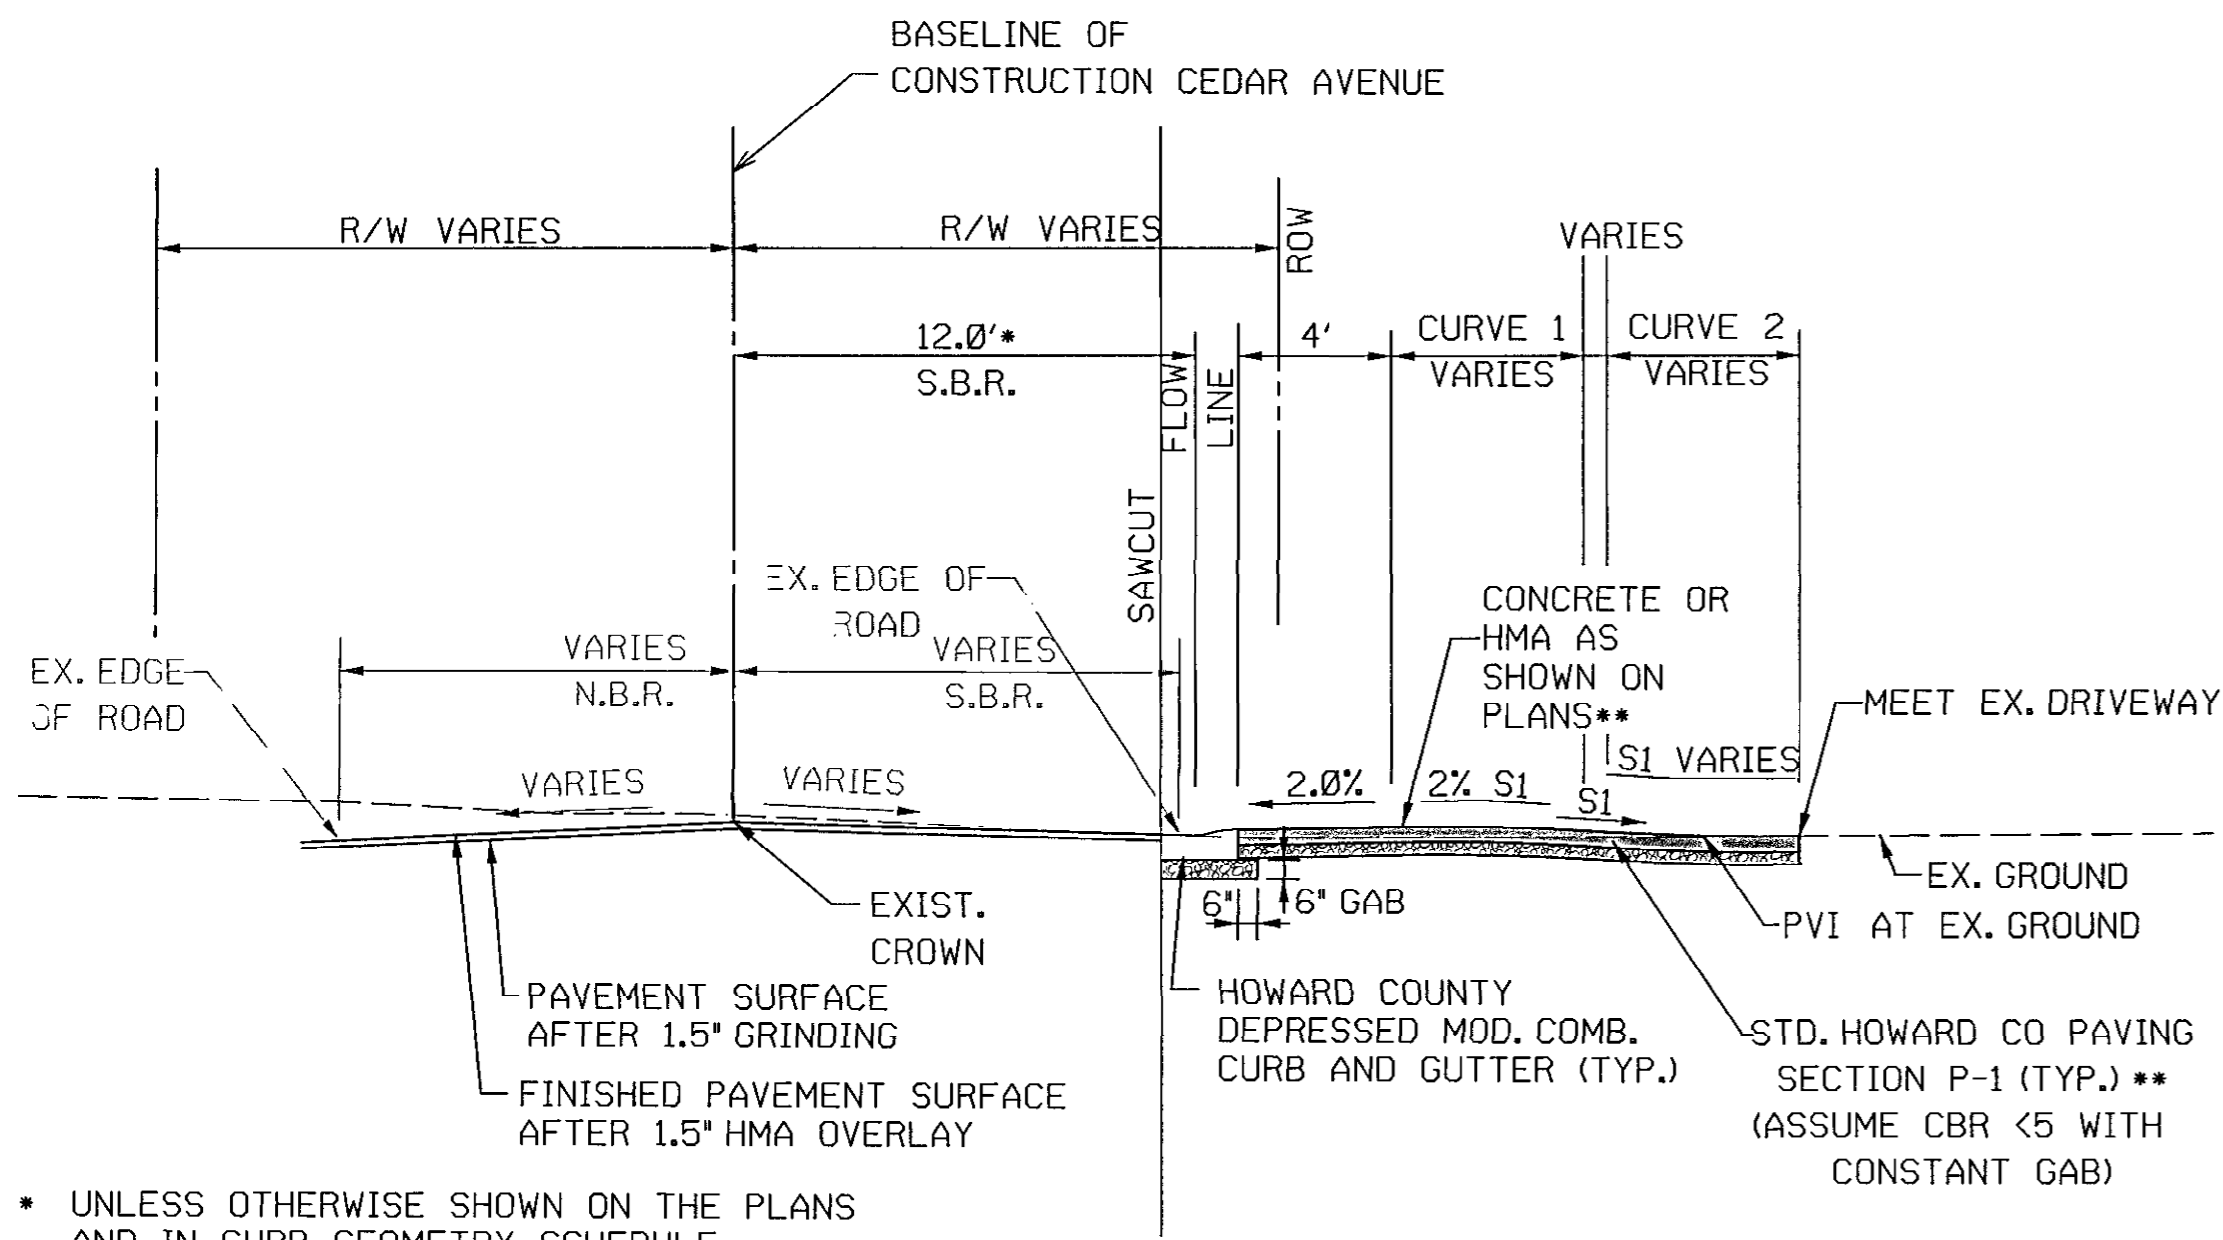 BASELINE OF
CONSTRUCTION CEDAR AVENUE
R/W VARIES
R/W VARIES
ROW
VARIES
12.0'*
S.B.R.
FLOW
LINE
4'
CURVE 1
VARIES
CURVE 2
VARIES
SAWCUT
EX. EDGE OF
ROAD
CONCRETE OR
HMA AS
SHOWN ON
PLANS**
EX. EDGE
OF ROAD
VARIES
N.B.R.
VARIES
S.B.R.
MEET EX. DRIVEWAY
VARIES
VARIES
2.0%
2% S1
S1
S1 VARIES
EX. GROUND
PVI AT EX. GROUND
6"
6" GAB
EXIST.
CROWN
PAVEMENT SURFACE
AFTER 1.5" GRINDING
FINISHED PAVEMENT SURFACE
AFTER 1.5" HMA OVERLAY
HOWARD COUNTY
DEPRESSED MOD. COMB.
CURB AND GUTTER (TYP.)
STD. HOWARD CO PAVING
SECTION P-1 (TYP.) **
(ASSUME CBR <5 WITH
CONSTANT GAB)
* UNLESS OTHERWISE SHOWN ON THE PLANS
AND IN CURB GEOMETRY SCHEDULE